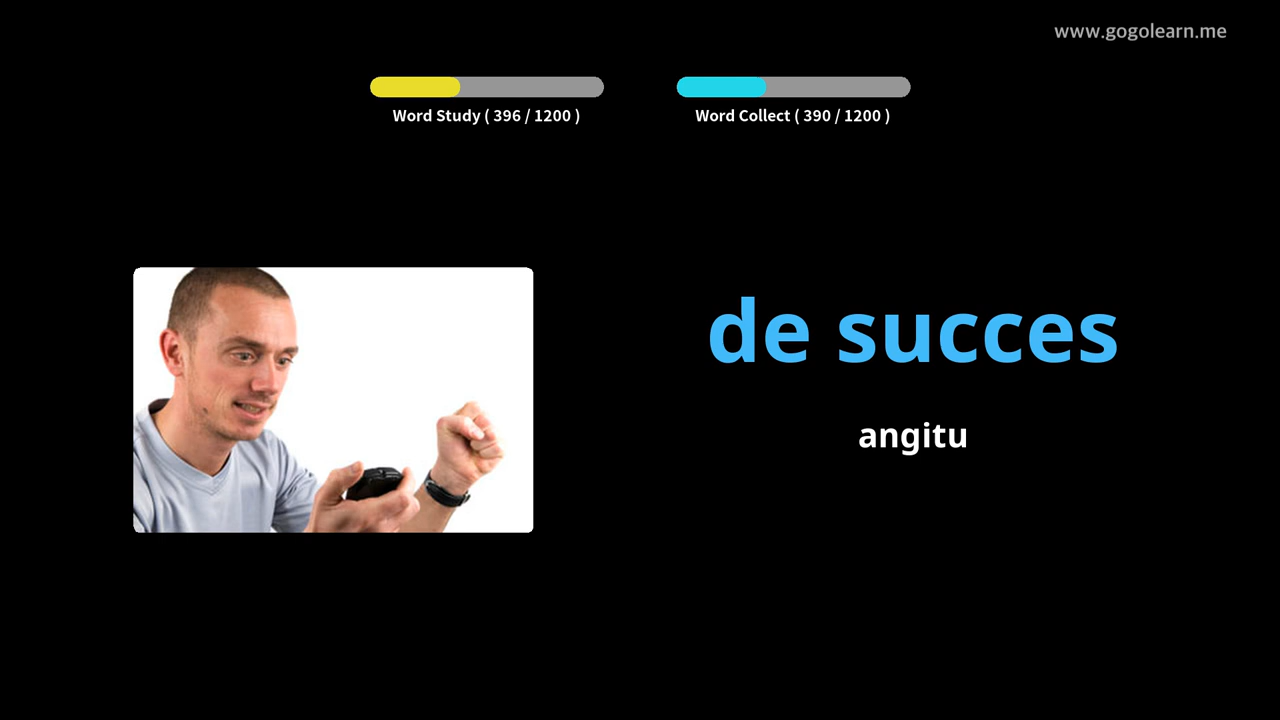 www.gogolearn.me
Word Study ( 396 / 1200 )
Word Collect ( 390 / 1200 )
de succes
angitu